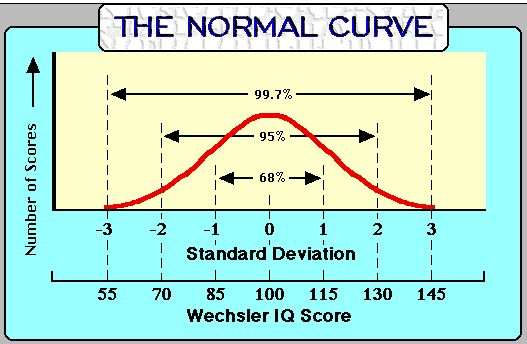 THE NORMAL CURVE
Number of Scores
99.7%
95%
68%
-3 -2 -1 0 1 2 3
Standard Deviation
55 70 85 100 115 130 145
Wechsler IQ Score